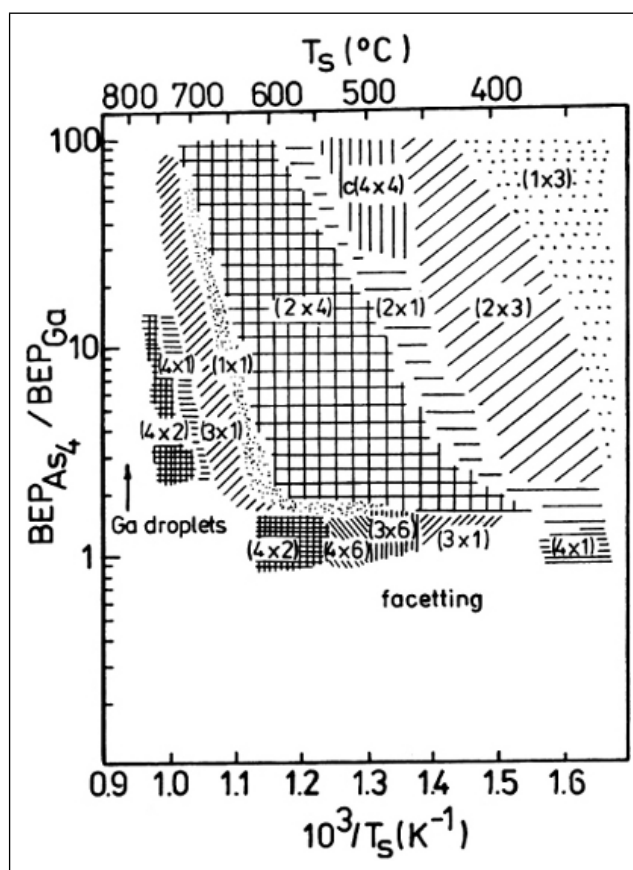 T_S (°C)
800 700 600 500 400
100
c(4×4)
(1×3)
(2×4)
(2×1)
(2×3)
10
(4×1)
(1×1)
(4×2)
(3×1)
Ga droplets
(4×2)
(4×6)
(3×6)
(3×1)
(4×1)
1
facetting
BEP_As₄ / BEP_Ga
0.9 1.0 1.1 1.2 1.3 1.4 1.5 1.6
10³/T_S (K⁻¹)